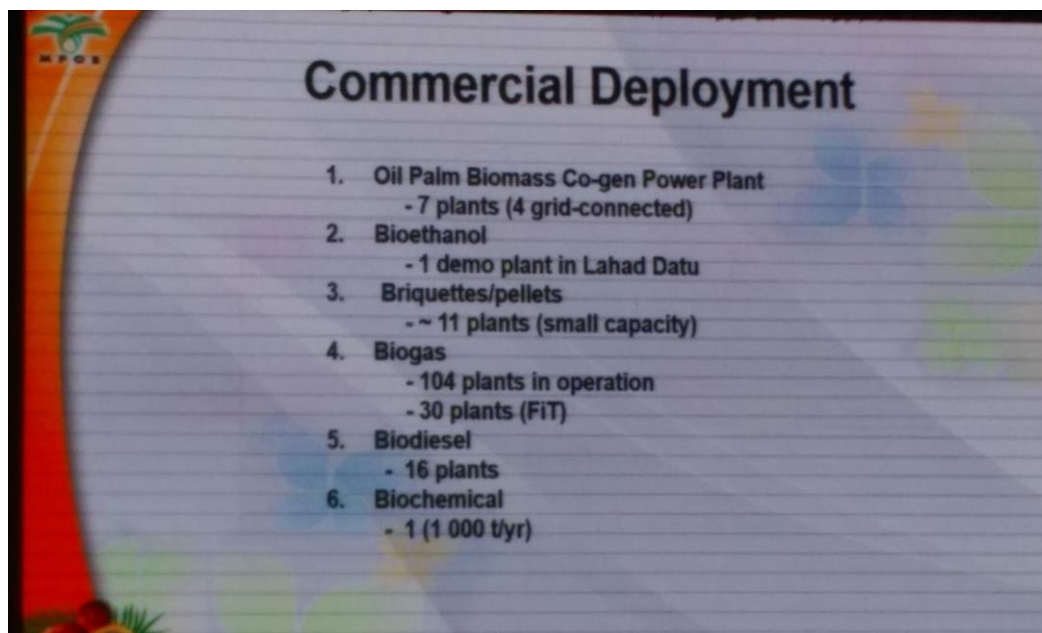 MPOB
Commercial Deployment
1. Oil Palm Biomass Co-gen Power Plant
- 7 plants (4 grid-connected)
2. Bioethanol
- 1 demo plant in Lahad Datu
3. Briquettes/pellets
- ~ 11 plants (small capacity)
4. Biogas
- 104 plants in operation
- 30 plants (FiT)
5. Biodiesel
- 16 plants
6. Biochemical
- 1 (1 000 t/yr)